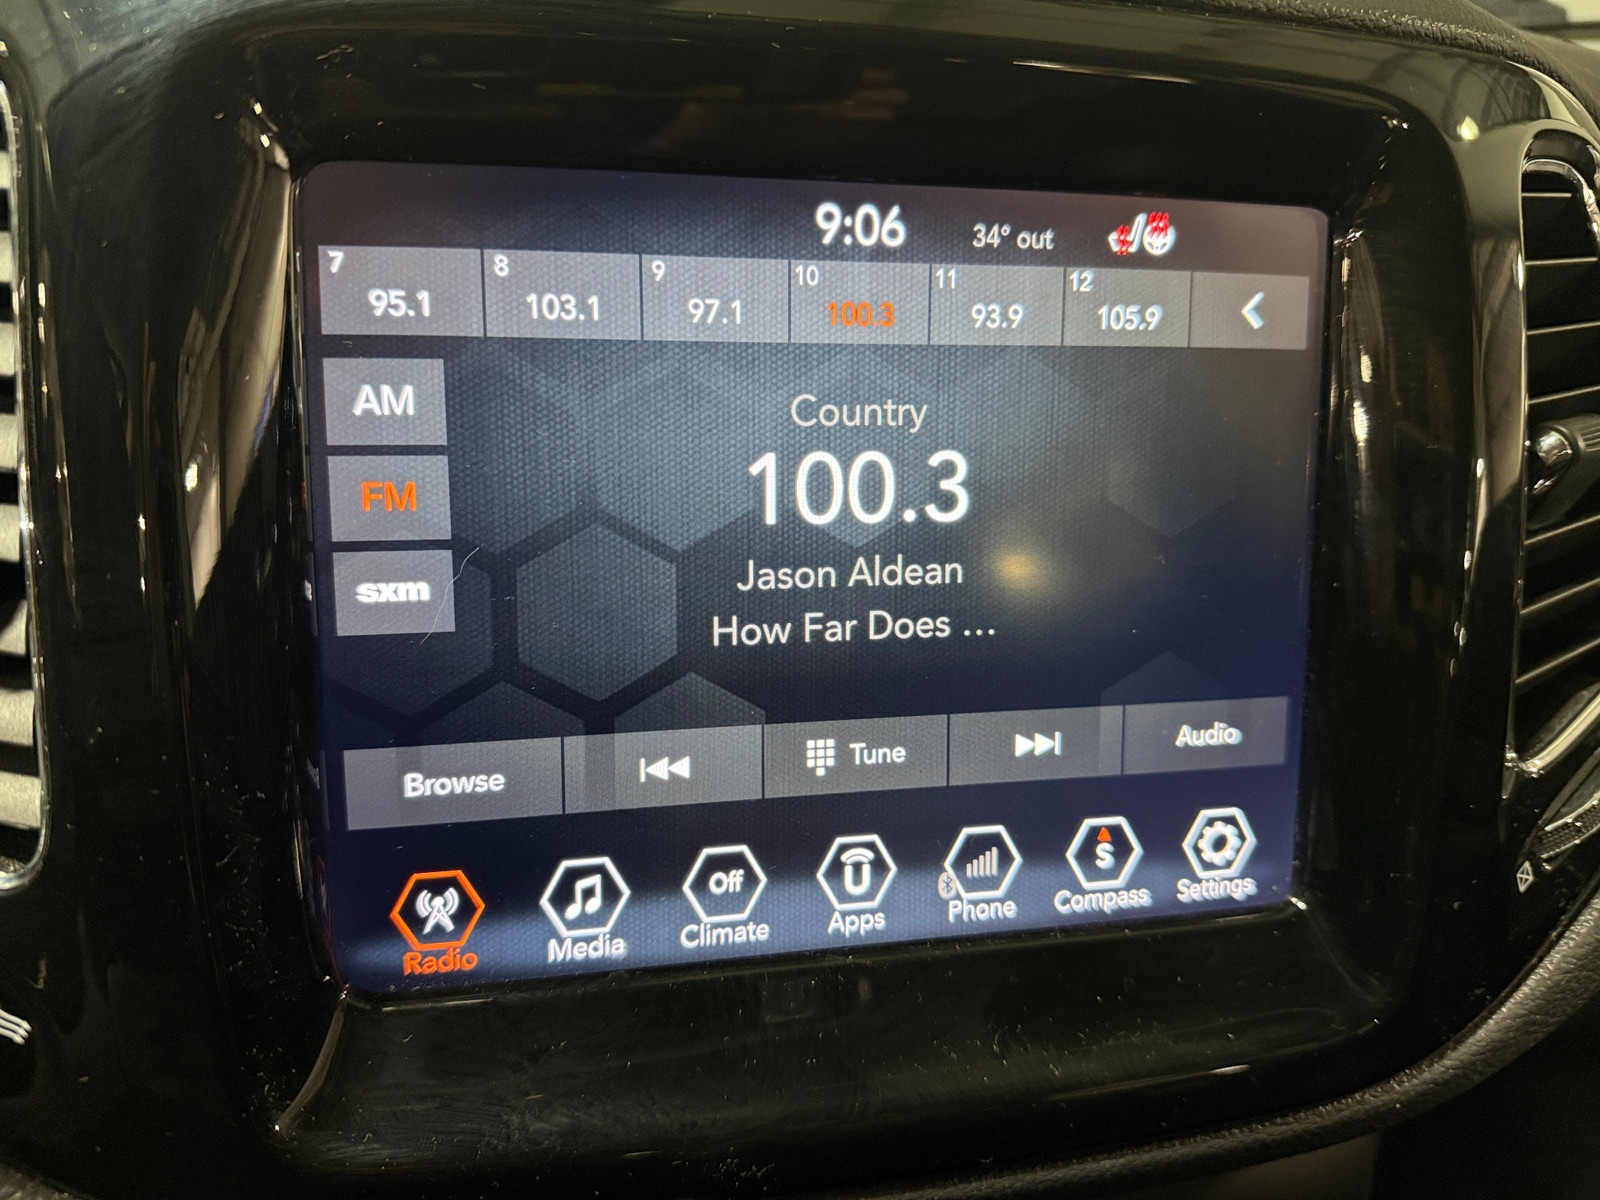 9:06 34° out
7 8 9 10 11 12
95.1 103.1 97.1 100.3 93.9 105.9
AM
FM
sxm
Country
100.3
Jason Aldean
How Far Does ...
Browse Tune Audio
Off U S
Radio Media Climate Apps Phone Compass Settings